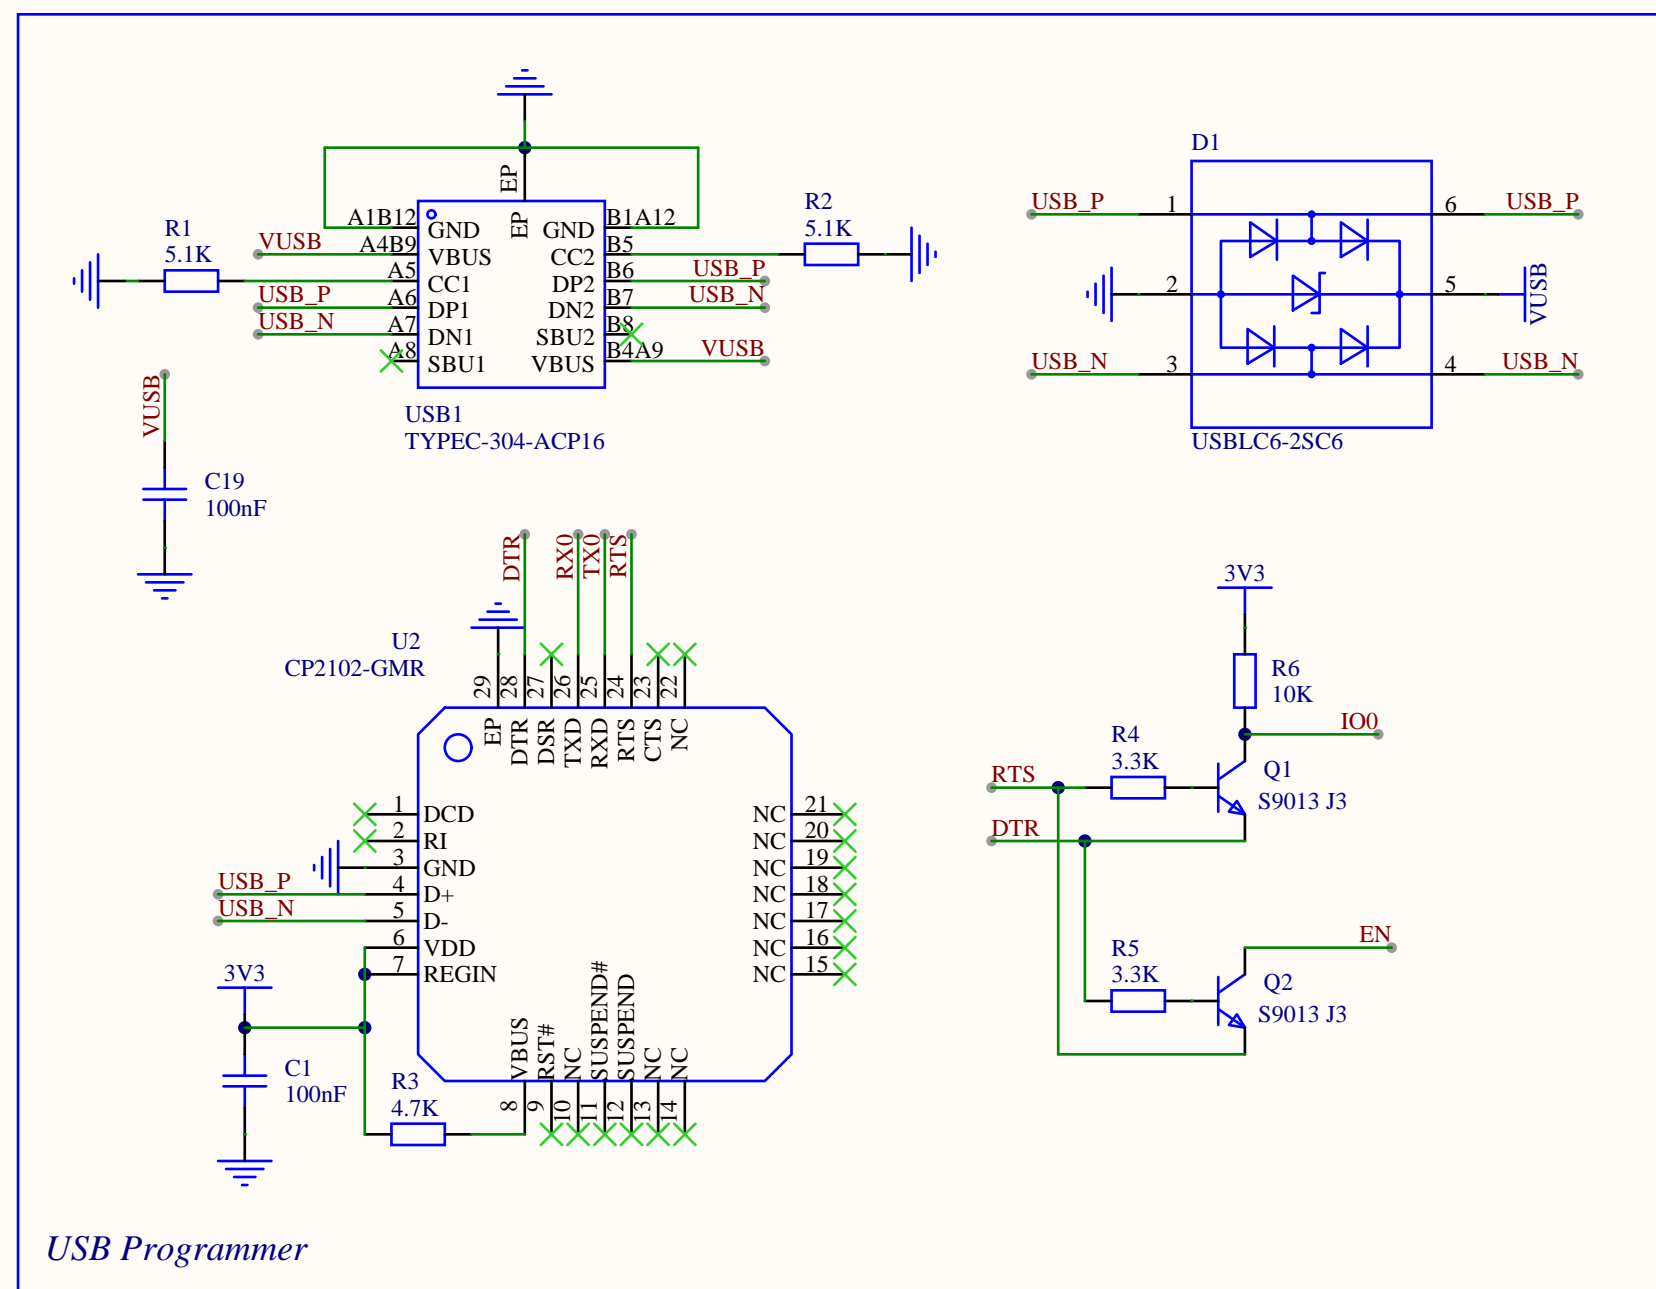 EP
EP
A1B12
GND
A4B9
VBUS
A5
CC1
A6
DP1
A7
DN1
A8
SBU1
B1A12
GND
B5
CC2
B6
DP2
B7
DN2
B8
SBU2
B4A9
VBUS
USB1
TYPEC-304-ACP16
R1
5.1K
VUSB
USB_P
USB_N
R2
5.1K
USB_P
USB_N
VUSB
D1
USB_P
1
6
USB_P
2
5
VUSB
USB_N
3
4
USB_N
USBLC6-2SC6
VUSB
C19
100nF
DTR
RX0
TX0
RTS
U2
CP2102-GMR
29
28
27
26
25
24
23
22
EP
DTR
DSR
TXD
RXD
RTS
CTS
NC
1
DCD
2
RI
3
GND
USB_P
4
D+
USB_N
5
D-
6
VDD
7
REGIN
NC
21
NC
20
NC
19
NC
18
NC
17
NC
16
NC
15
VBUS
RST#
NC
SUSPEND#
SUSPEND
NC
NC
8
9
10
11
12
13
14
3V3
C1
100nF
R3
4.7K
3V3
R6
10K
IO0
R4
3.3K
RTS
Q1
S9013 J3
DTR
EN
R5
3.3K
Q2
S9013 J3
USB Programmer